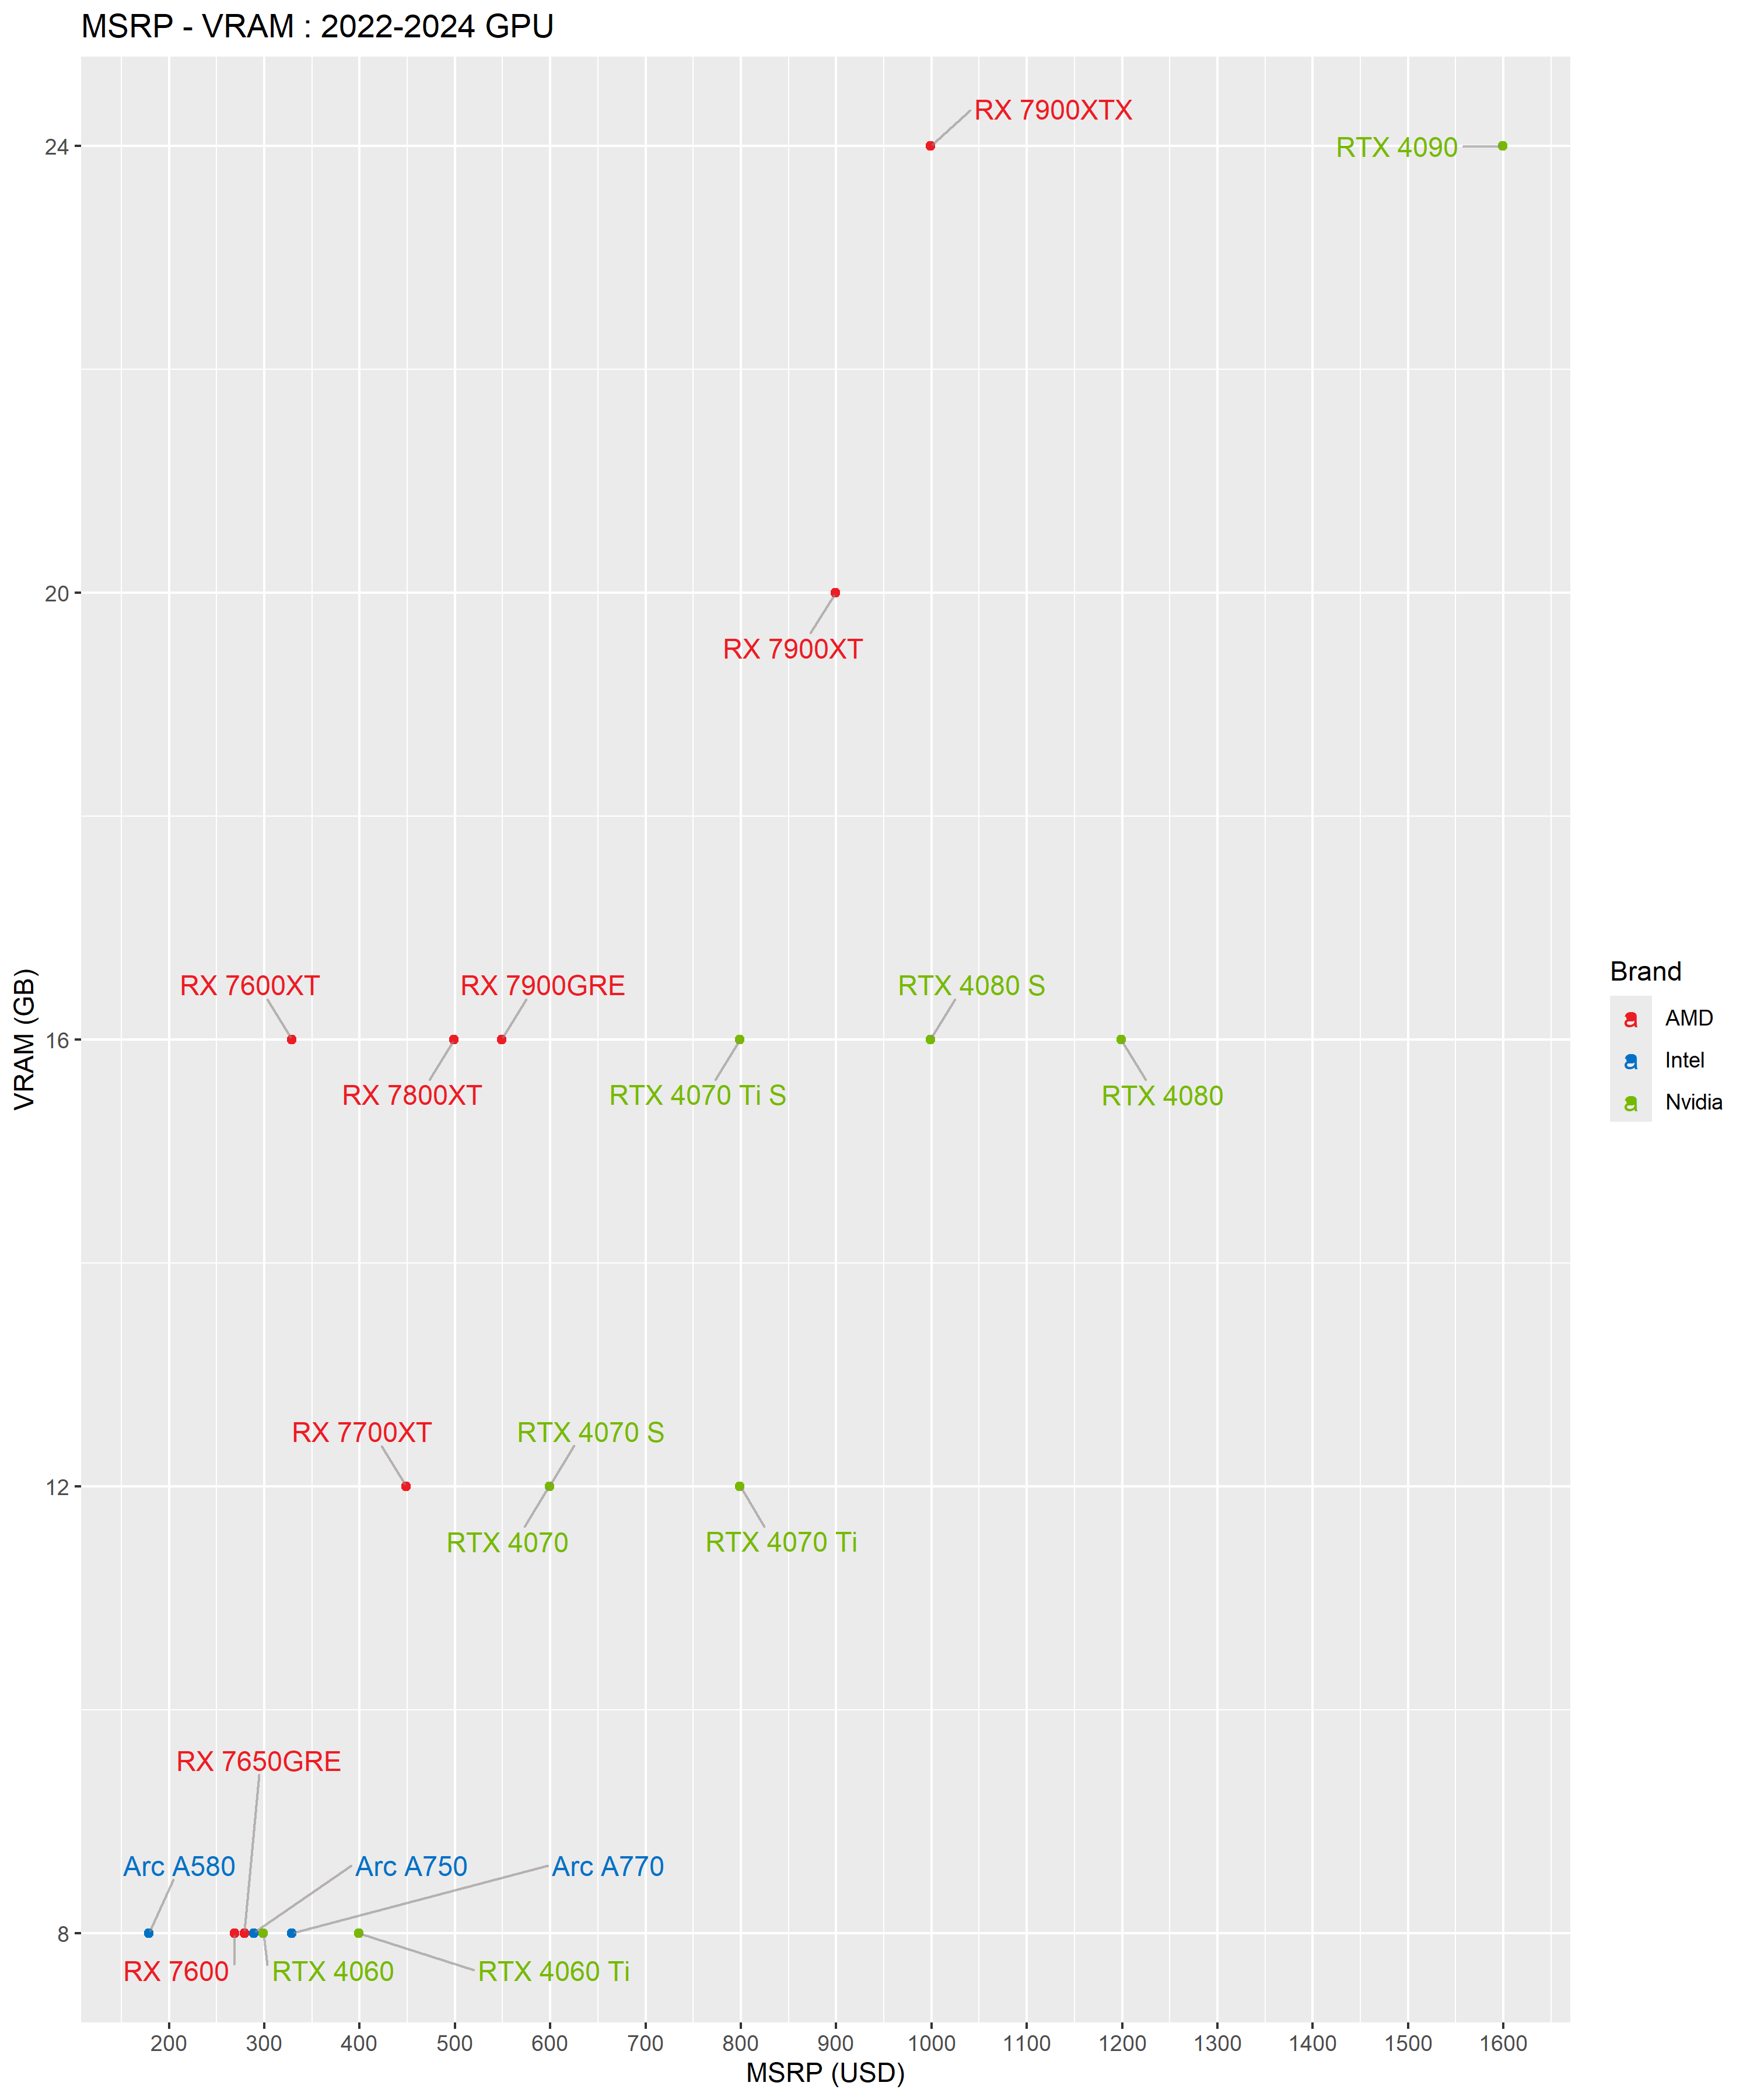 MSRP - VRAM : 2022-2024 GPU
RX 7900XTX
24
RTX 4090
20
RX 7900XT
VRAM (GB)
RX 7600XT
RX 7900GRE
RTX 4080 S
16
RX 7800XT
RTX 4070 Ti S
RTX 4080
Brand
a AMD
a Intel
a Nvidia
RX 7700XT
RTX 4070 S
12
RTX 4070
RTX 4070 Ti
RX 7650GRE
Arc A580
Arc A750
Arc A770
8
RX 7600
RTX 4060
RTX 4060 Ti
200 300 400 500 600 700 800 900 1000 1100 1200 1300 1400 1500 1600
MSRP (USD)